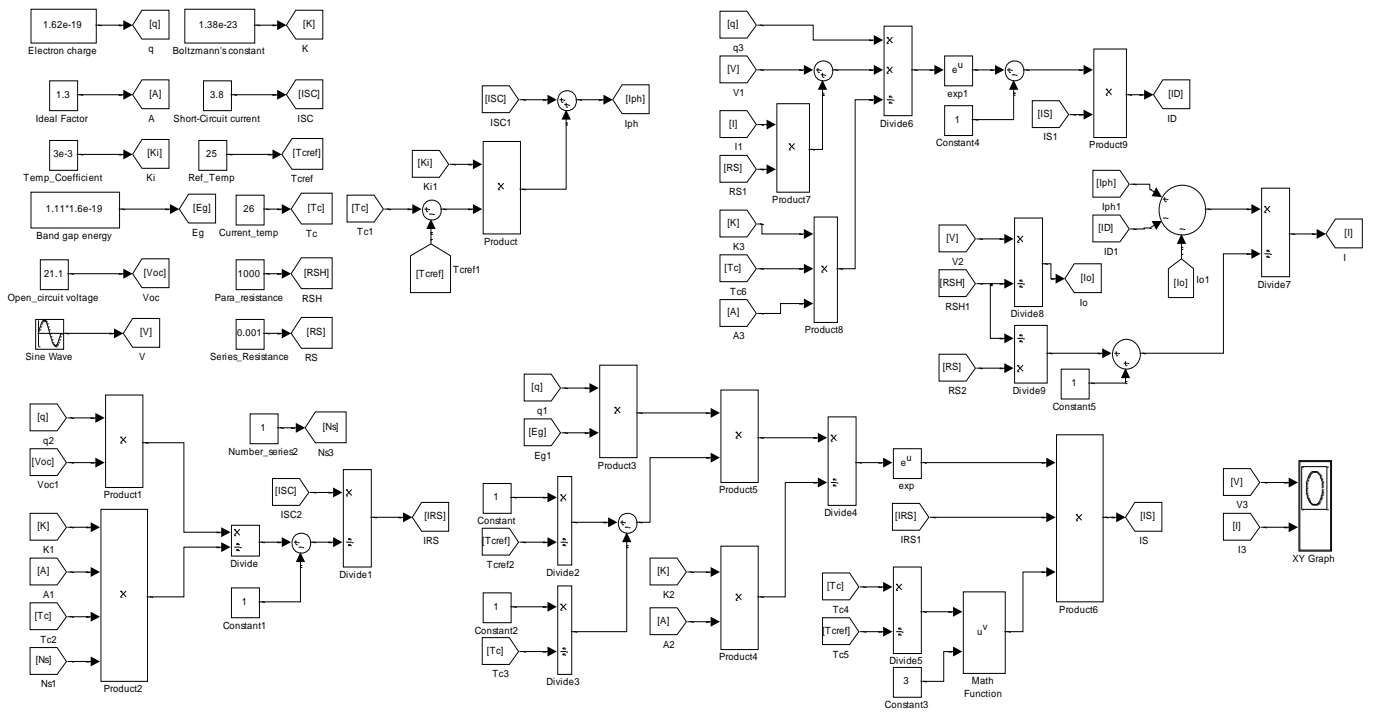 1.62e-19
[q]
Electron charge
q
1.38e-23
[K]
Boltzmann's constant
K
1.3
[A]
Ideal Factor
A
3.8
[ISC]
Short-Circuit current
ISC
3e-3
[Ki]
Temp_Coefficient
Ki
25
[Tcref]
Ref_Temp
Tcref
1.11*1.6e-19
[Eg]
Band gap energy
Eg
26
[Tc]
Current_temp
Tc
21.1
[Voc]
Open_circuit voltage
Voc
1000
[RSH]
Para_resistance
RSH
[V]
Sine Wave
V
0.001
[RS]
Series_Resistance
RS
[ISC]
ISC1
[Iph]
Iph
[Ki]
Ki1
×
Product
[Tc]
Tc1
[Tcref]
Tcref1
[q]
q3
[V]
V1
[I]
I1
[RS]
RS1
×
Product7
[K]
K3
[Tc]
Tc6
[A]
A3
×
Product8
×
×
÷
Divide6
e^u
exp1
1
Constant4
[IS]
IS1
×
Product9
[ID]
ID
[Iph]
Iph1
[ID]
ID1
[Io]
Io1
×
÷
Divide7
[I]
I
[V]
V2
[RSH]
RSH1
×
÷
Divide8
[Io]
Io
[RS]
RS2
÷
×
Divide9
1
Constant5
[q]
q2
[Voc]
Voc1
×
Product1
1
[Ns]
Number_series2
Ns3
[K]
K1
[A]
A1
[Tc]
Tc2
[Ns]
Ns1
×
Product2
×
÷
Divide
1
Constant1
[ISC]
ISC2
×
÷
Divide1
[IRS]
IRS
[q]
q1
[Eg]
Eg1
×
Product3
1
Constant
[Tcref]
Tcref2
×
÷
Divide2
1
Constant2
[Tc]
Tc3
×
÷
Divide3
×
Product5
[K]
K2
[A]
A2
×
Product4
×
÷
Divide4
e^u
exp
[IRS]
IRS1
[Tc]
Tc4
[Tcref]
Tc5
×
÷
Divide5
3
Constant3
u^v
Math
Function
×
Product6
[IS]
IS
[V]
V3
[I]
I3
XY Graph